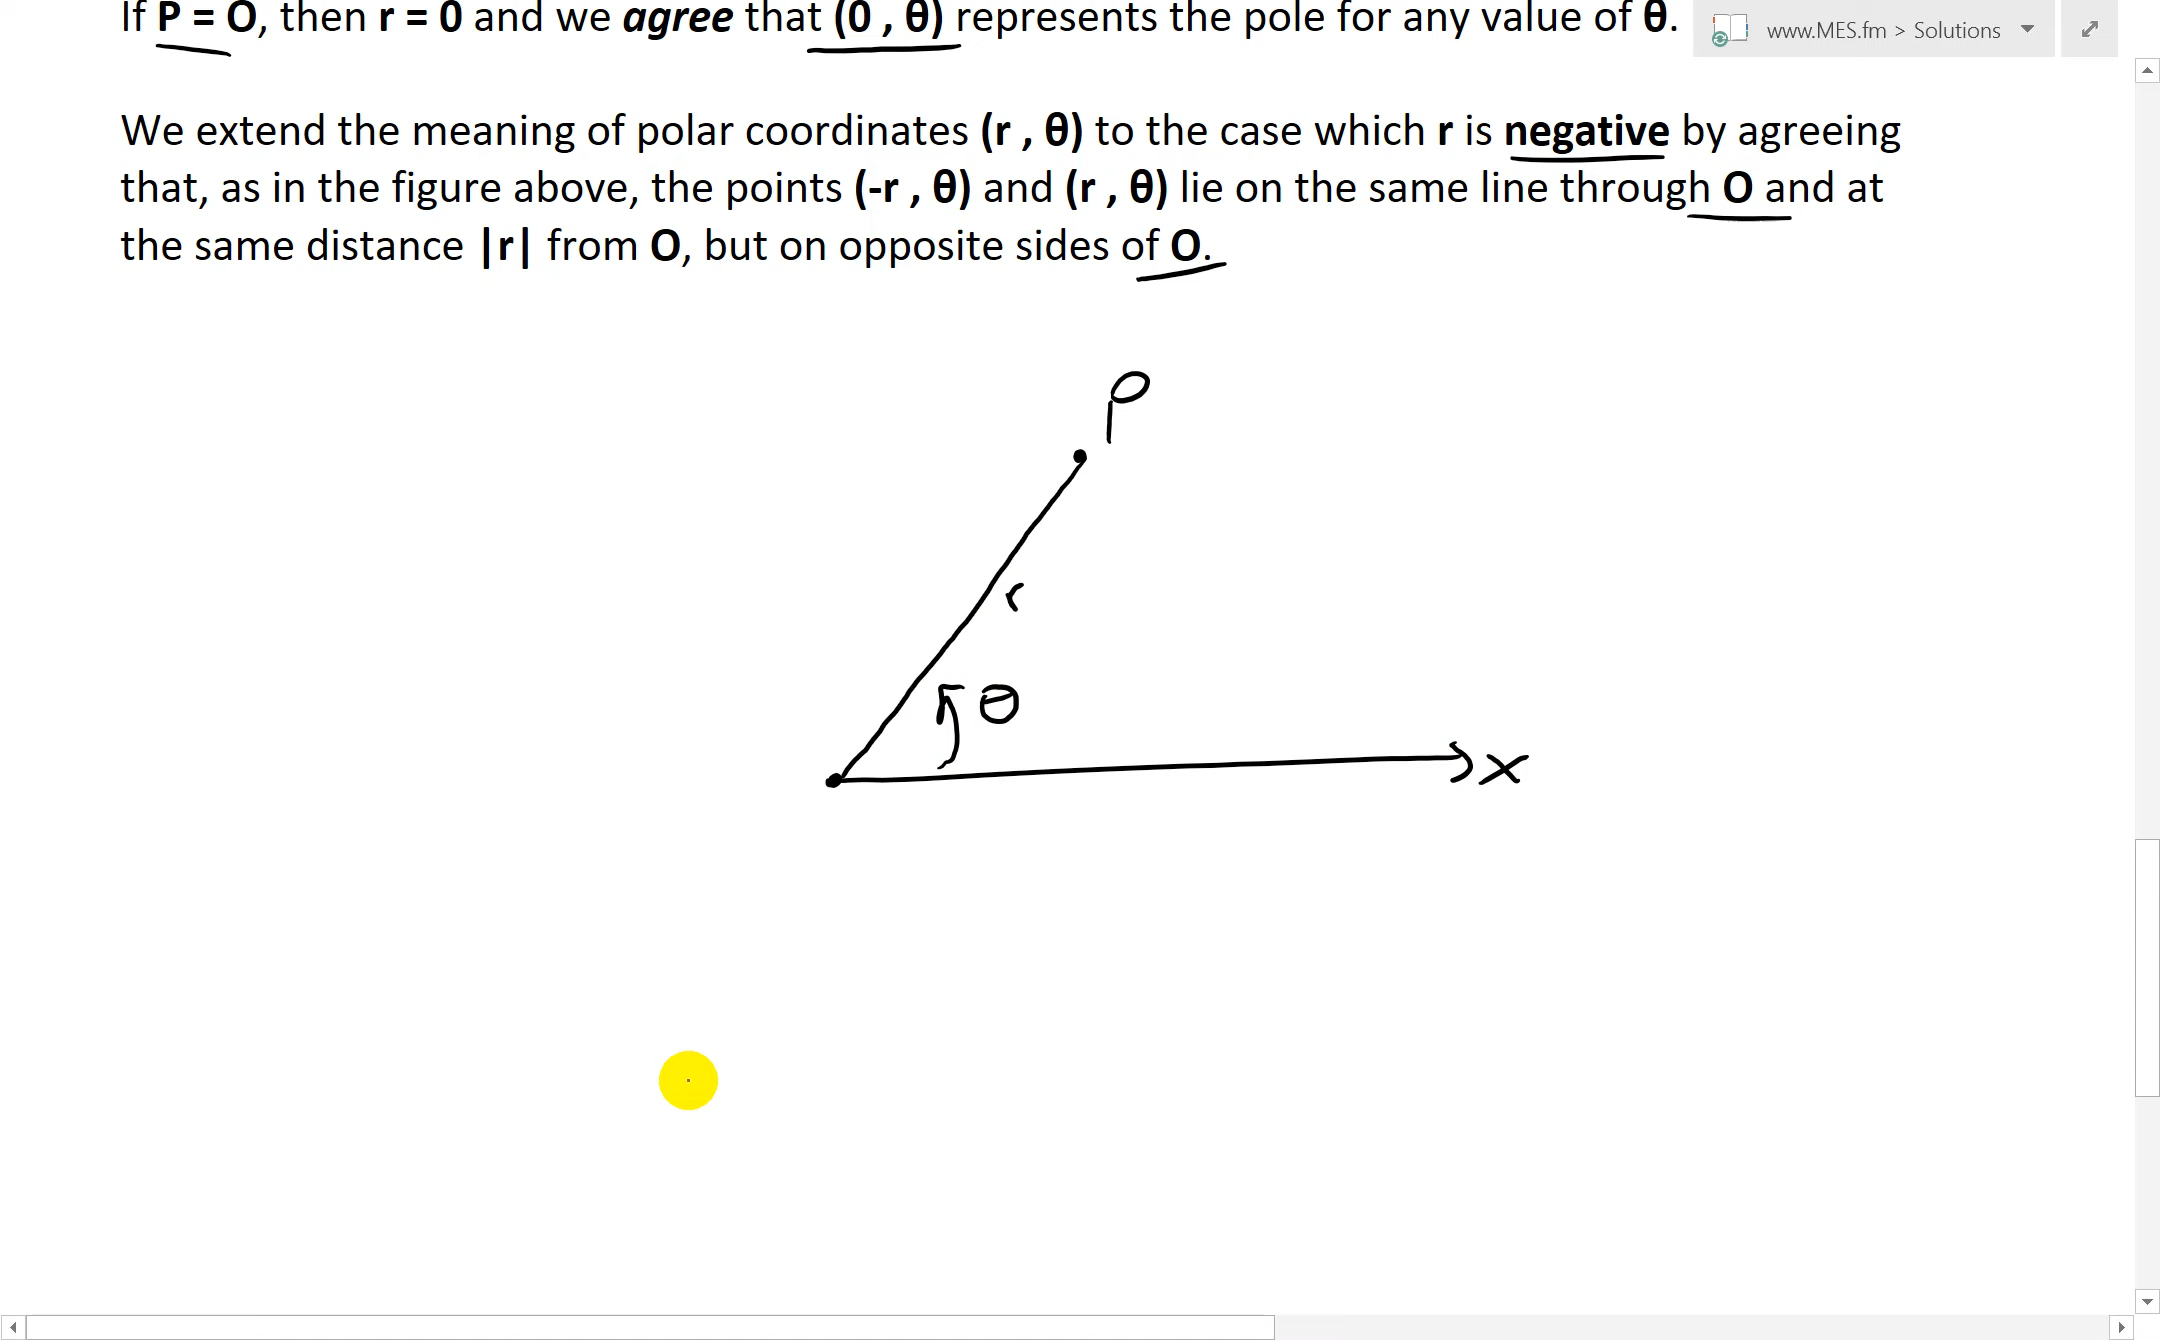 If P = O, then r = 0 and we agree that (0 , θ) represents the pole for any value of θ.
www.MES.fm > Solutions
We extend the meaning of polar coordinates (r , θ) to the case which r is negative by agreeing
that, as in the figure above, the points (-r , θ) and (r , θ) lie on the same line through O and at
the same distance |r| from O, but on opposite sides of O.
P
r
θ
x